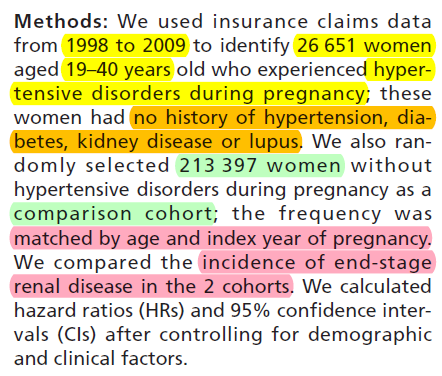 Methods: We used insurance claims data
from 1998 to 2009 to identify 26 651 women
aged 19–40 years old who experienced hyper-
tensive disorders during pregnancy; these
women had no history of hypertension, dia-
betes, kidney disease or lupus. We also ran-
domly selected 213 397 women without
hypertensive disorders during pregnancy as a
comparison cohort; the frequency was
matched by age and index year of pregnancy.
We compared the incidence of end-stage
renal disease in the 2 cohorts. We calculated
hazard ratios (HRs) and 95% confidence inter-
vals (CIs) after controlling for demographic
and clinical factors.